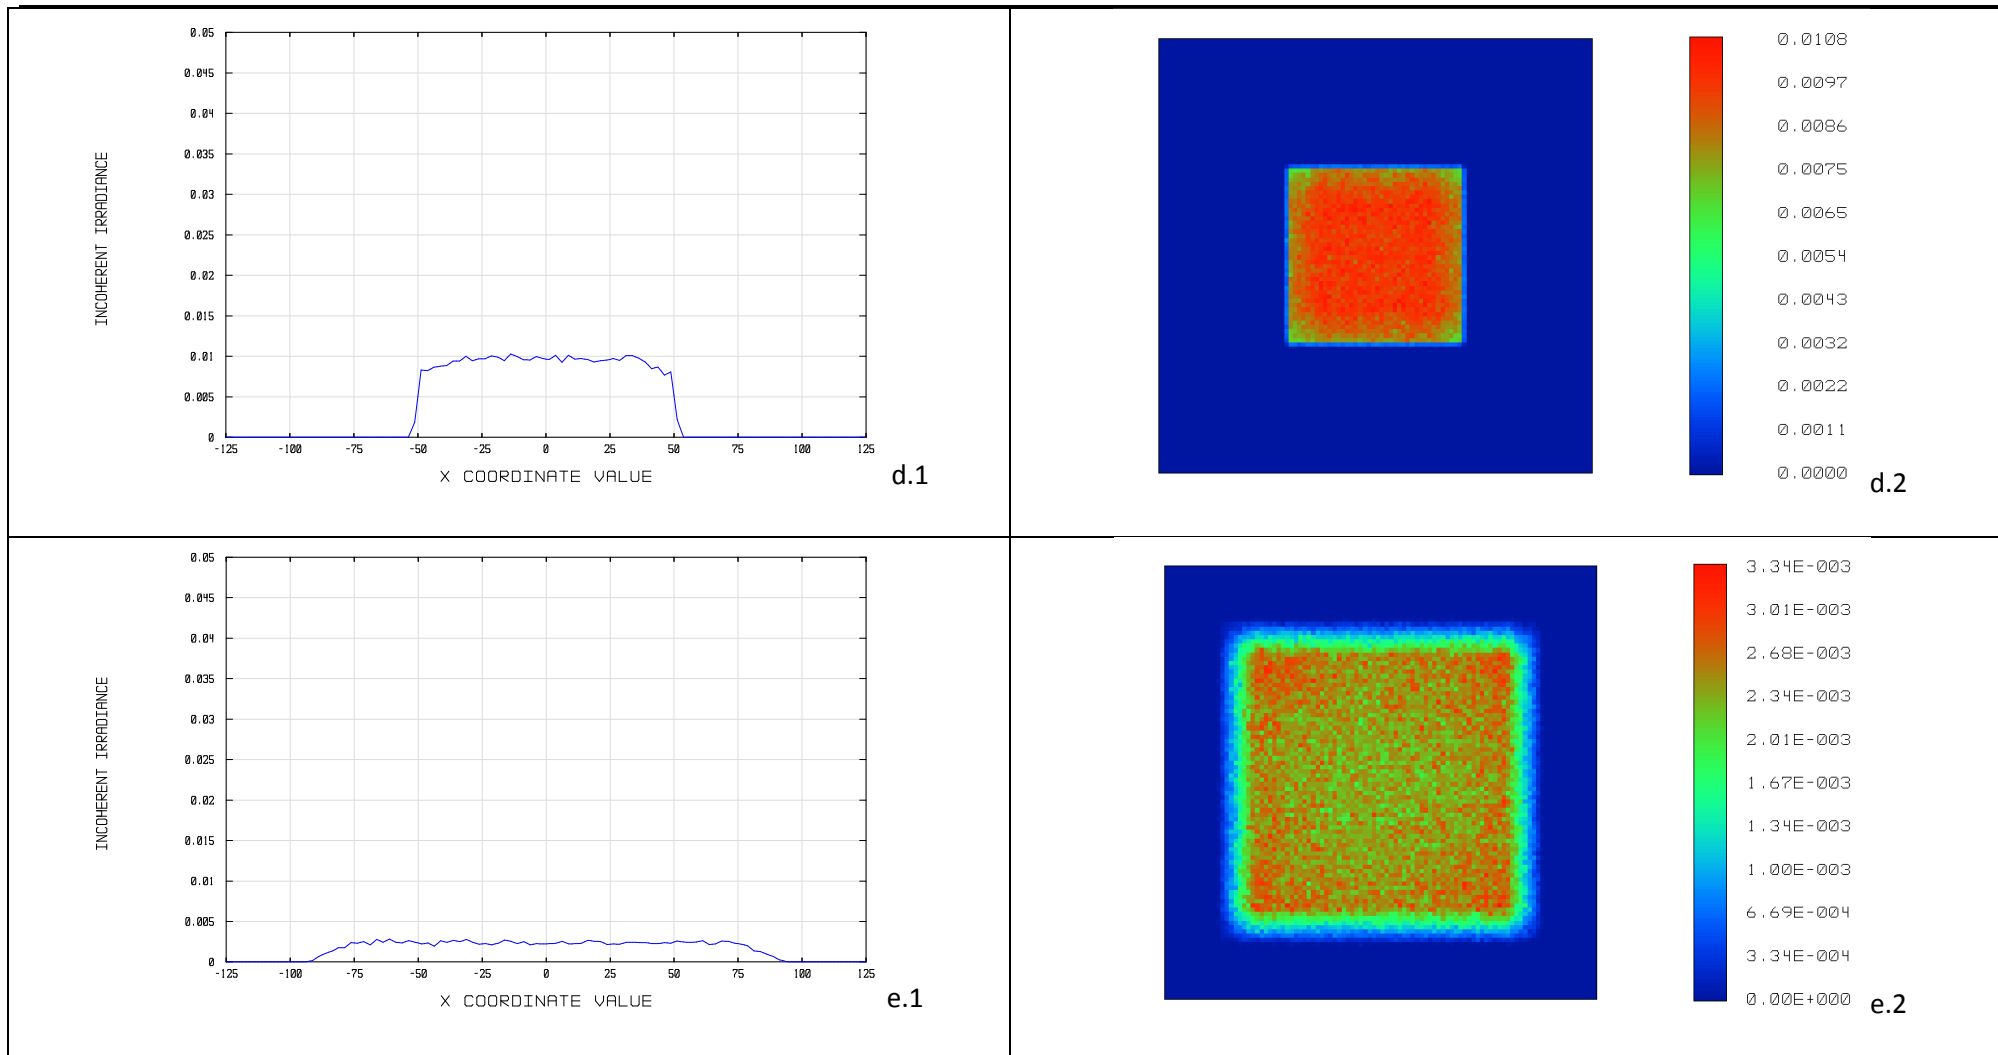 0.05
0.045
0.04
0.035
0.03
0.025
0.02
0.015
0.01
0.005
0
INCOHERENT IRRADIANCE
-125 -100 -75 -50 -25 0 25 50 75 100 125
X COORDINATE VALUE
d.1
0.0108
0.0097
0.0086
0.0075
0.0065
0.0054
0.0043
0.0032
0.0022
0.0011
0.0000
d.2
0.05
0.045
0.04
0.035
0.03
0.025
0.02
0.015
0.01
0.005
0
INCOHERENT IRRADIANCE
-125 -100 -75 -50 -25 0 25 50 75 100 125
X COORDINATE VALUE
e.1
3.34E-003
3.01E-003
2.68E-003
2.34E-003
2.01E-003
1.67E-003
1.34E-003
1.00E-003
6.69E-004
3.34E-004
0.00E+000
e.2